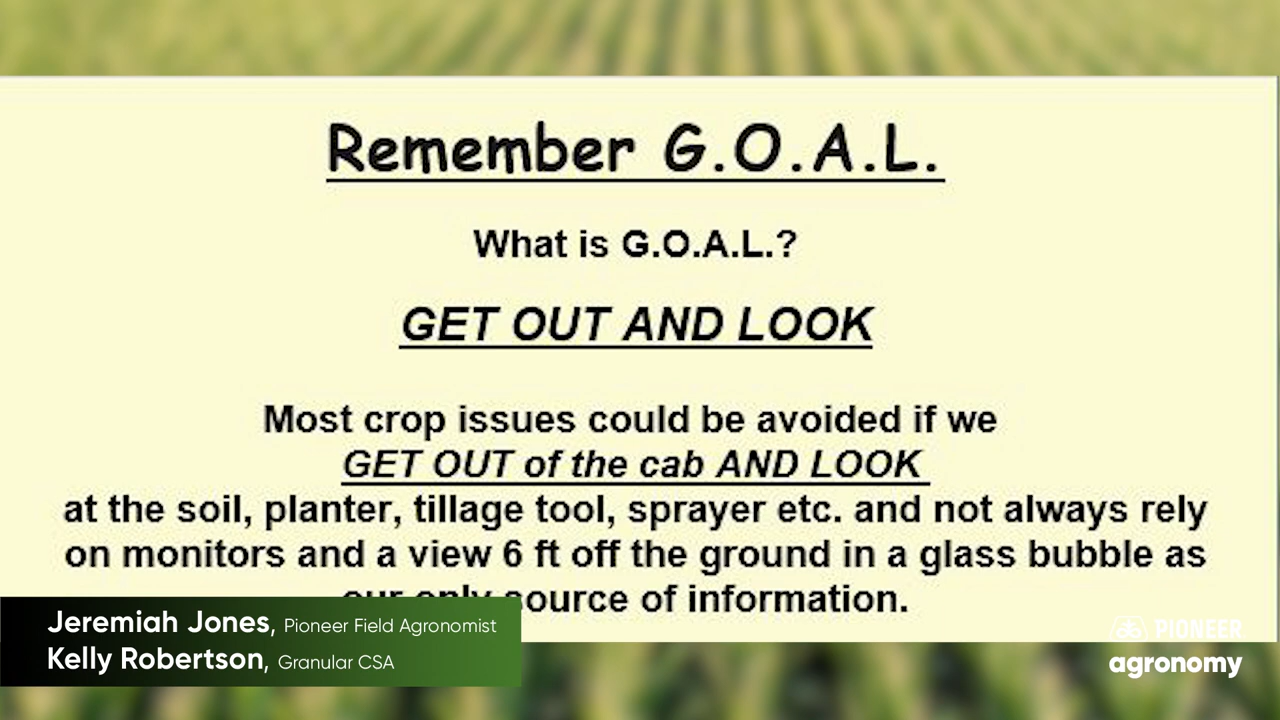 Remember G.O.A.L.
What is G.O.A.L.?
GET OUT AND LOOK
Most crop issues could be avoided if we
GET OUT of the cab AND LOOK
at the soil, planter, tillage tool, sprayer etc. and not always rely
on monitors and a view 6 ft off the ground in a glass bubble as
our only source of information.
Jeremiah Jones, Pioneer Field Agronomist
Kelly Robertson, Granular CSA
PIONEER
agronomy